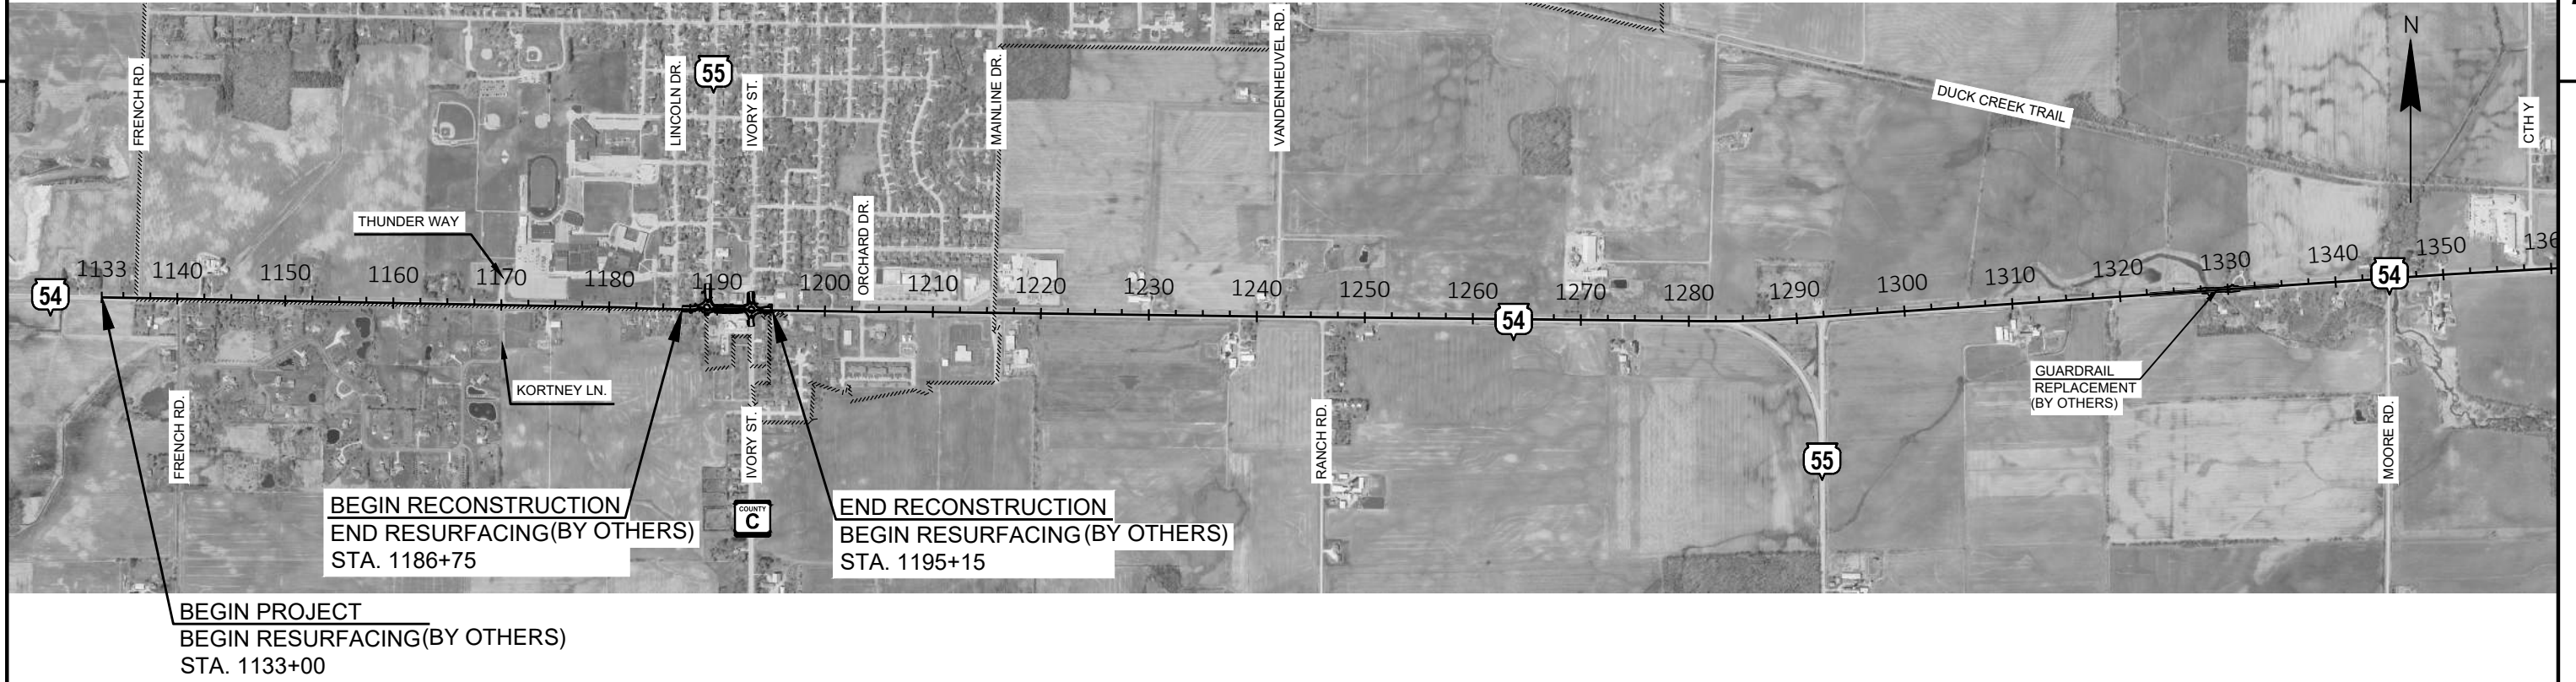 N
FRENCH RD.
LINCOLN DR.
55
IVORY ST.
MAINLINE DR.
VANDENHEUVEL RD.
DUCK CREEK TRAIL
CTH Y
THUNDER WAY
ORCHARD DR.
54
1133 1140 1150 1160 1170 1180 1190 1200 1210 1220 1230 1240 1250 1260 1270 1280 1290 1300 1310 1320 1330 1340 1350
54
54
KORTNEY LN.
GUARDRAIL
REPLACEMENT
(BY OTHERS)
FRENCH RD.
IVORY ST.
RANCH RD.
55
MOORE RD.
COUNTY
C
BEGIN RECONSTRUCTION
END RESURFACING (BY OTHERS)
STA. 1186+75
END RECONSTRUCTION
BEGIN RESURFACING (BY OTHERS)
STA. 1195+15
BEGIN PROJECT
BEGIN RESURFACING (BY OTHERS)
STA. 1133+00